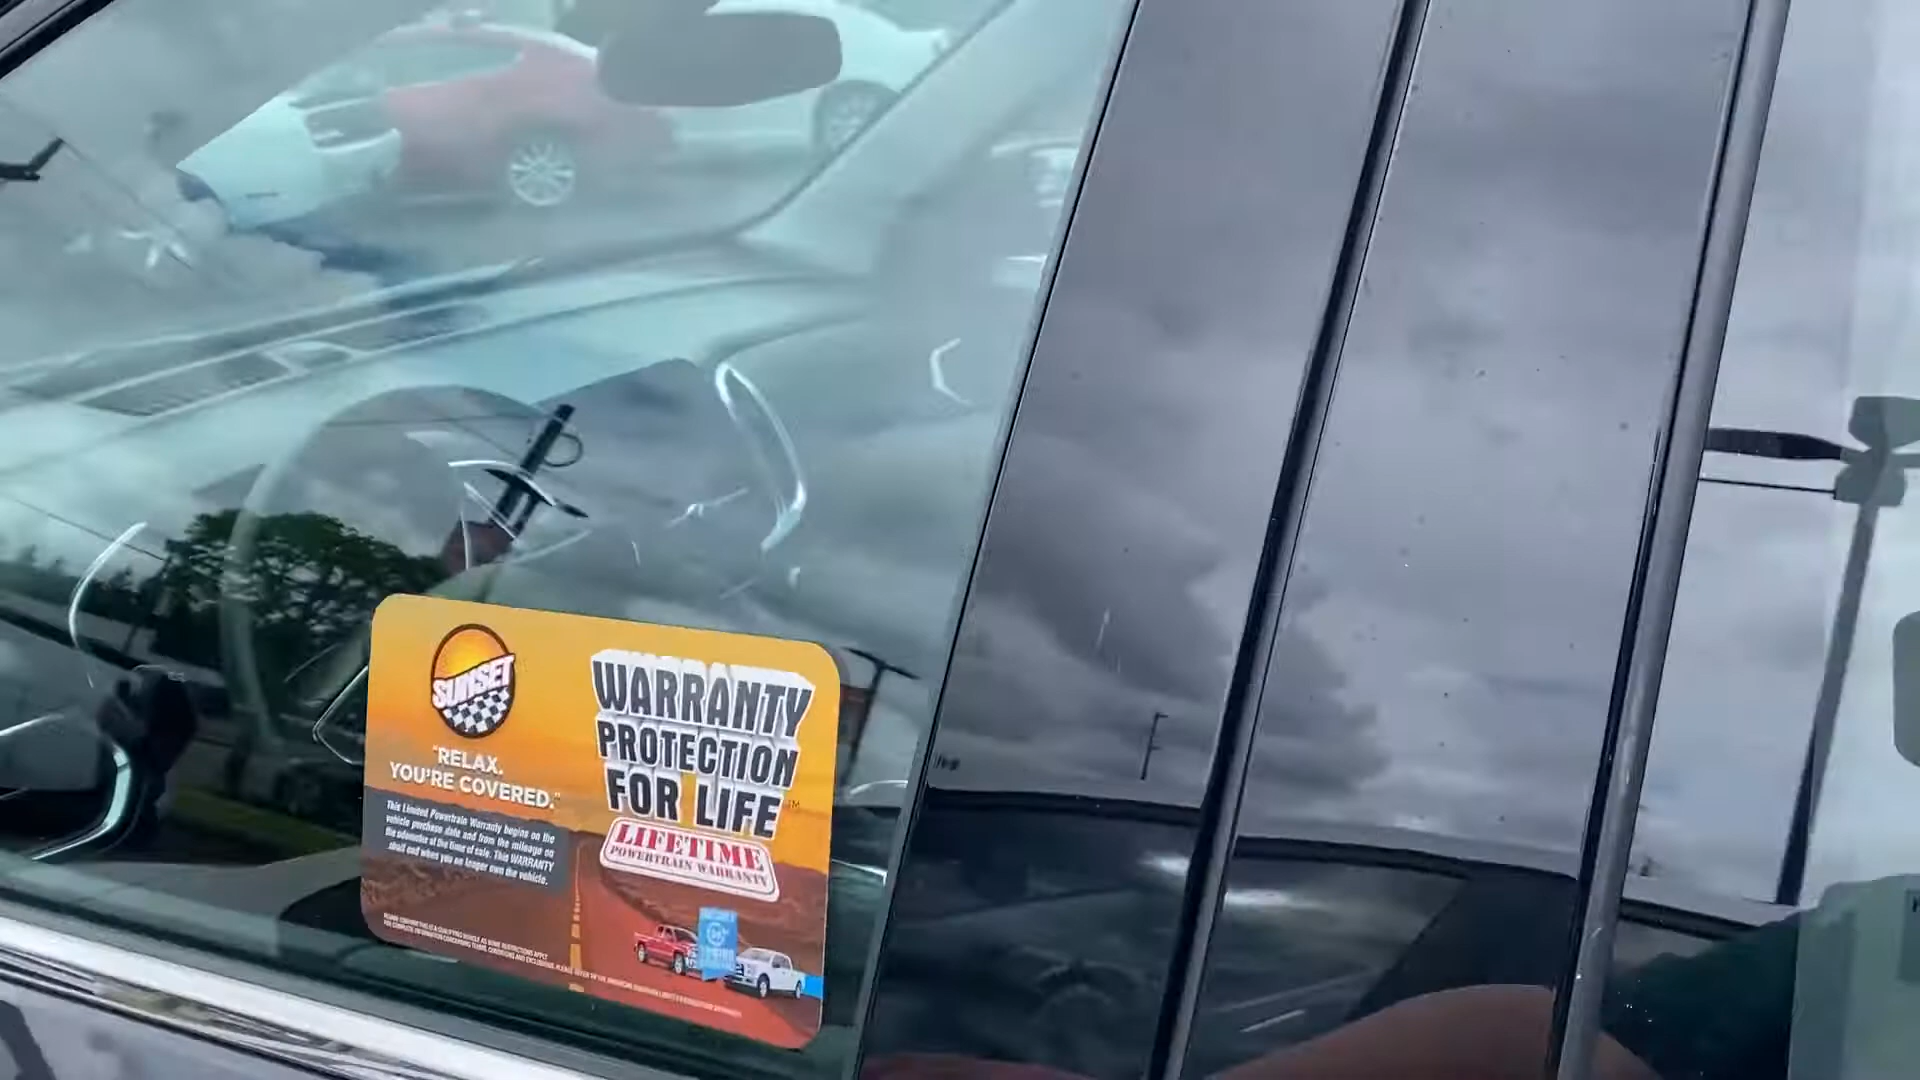 SUNSET
"RELAX.
YOU'RE COVERED."
This Limited Powertrain Warranty begins on the
vehicle purchase date and from the mileage on
the odometer at the time of sale. This WARRANTY
shall end when you no longer own the vehicle.
WARRANTY
PROTECTION
FOR LIFE™
LIFETIME
POWERTRAIN WARRANTY